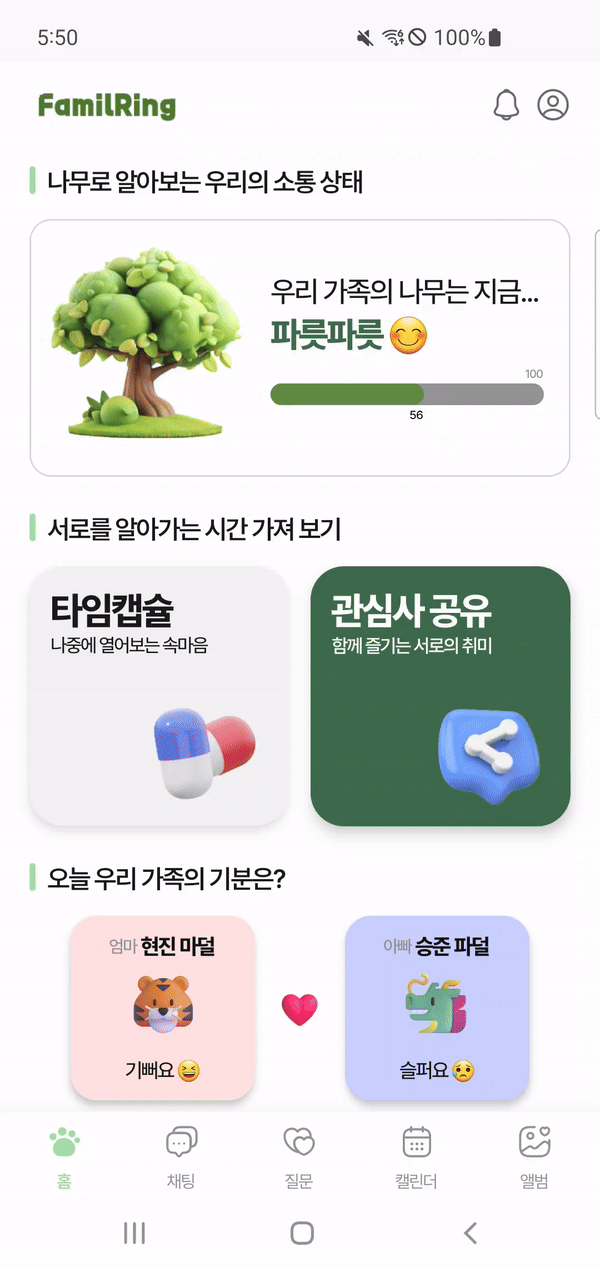 5:50
100%
FamilRing
나무로 알아보는 우리의 소통 상태
우리 가족의 나무는 지금...
파릇파릇 😊
100
56
서로를 알아가는 시간 가져 보기
타임캡슐
나중에 열어보는 속마음
관심사 공유
함께 즐기는 서로의 취미
오늘 우리 가족의 기분은?
엄마 현진 마덜
기뻐요 😆
아빠 승준 파덜
슬퍼요 😢
홈
채팅
질문
캘린더
앨범